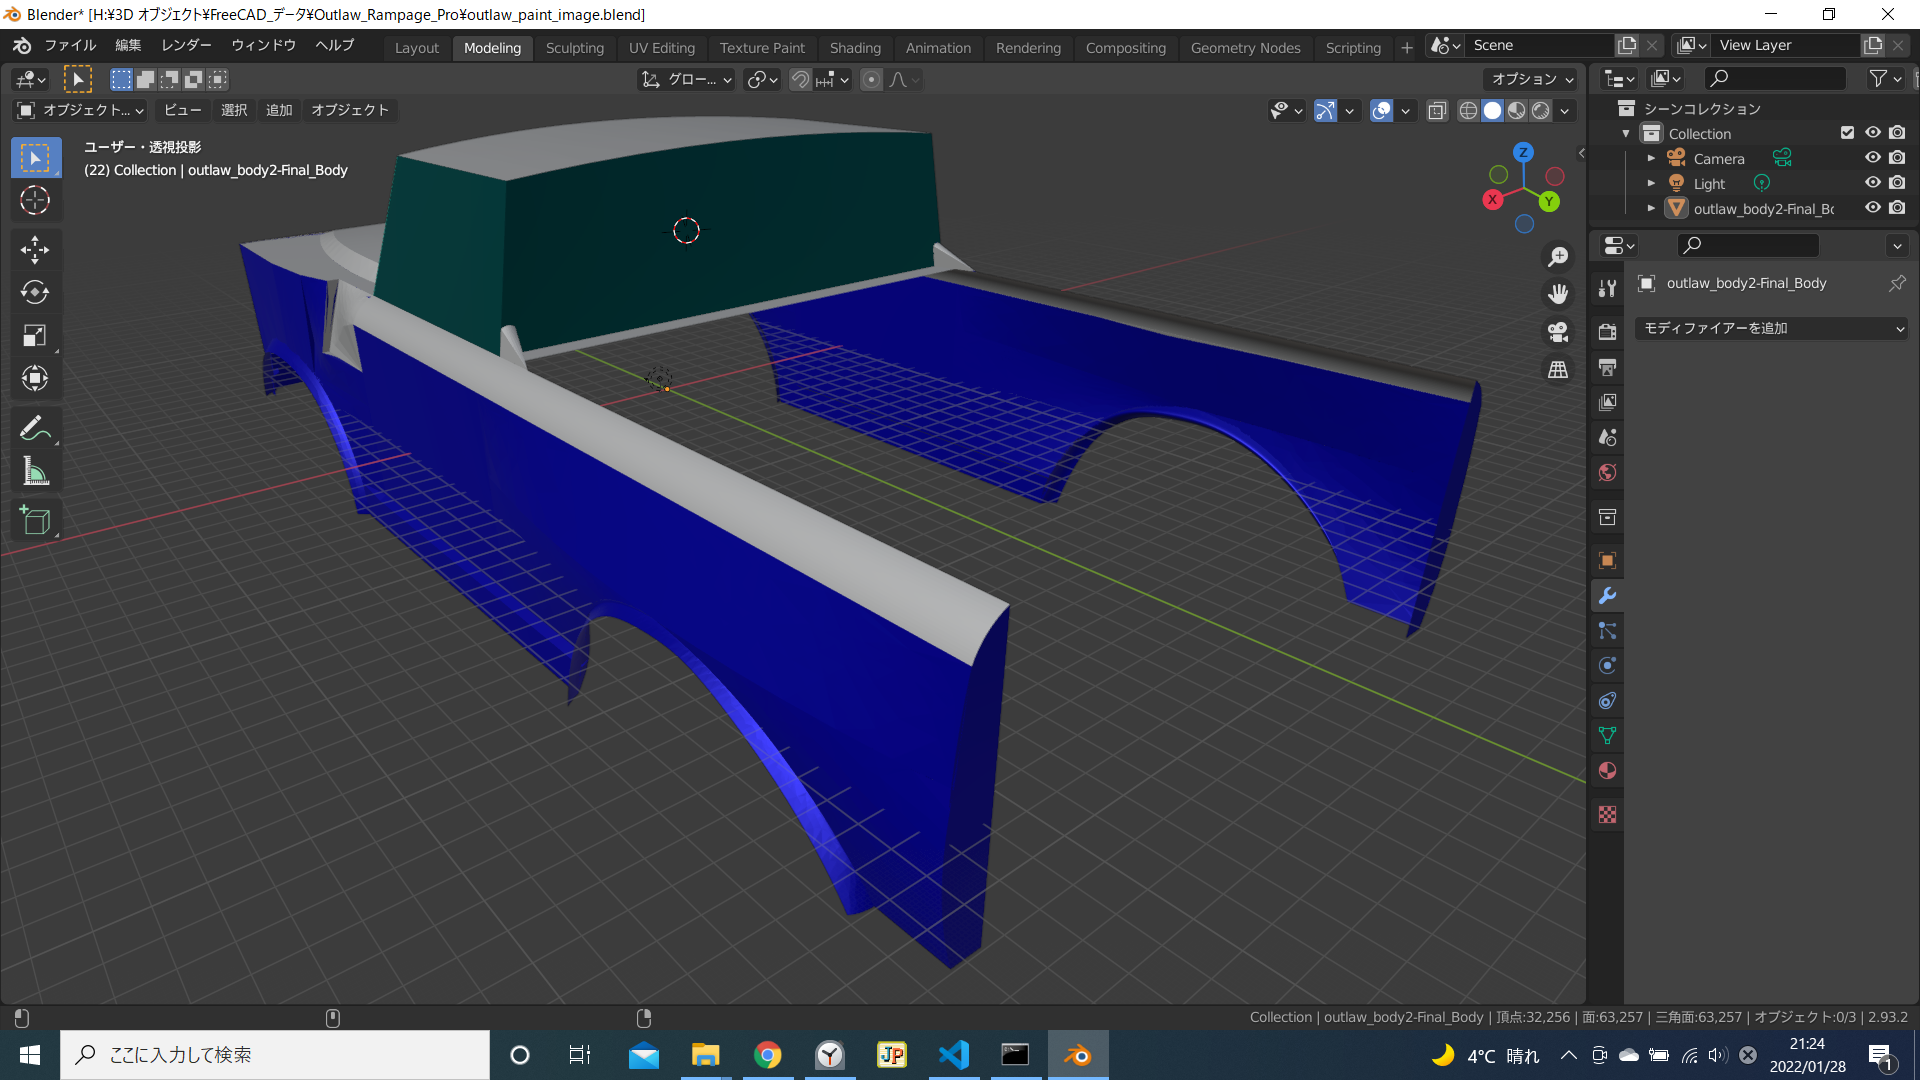 Blender* [H:¥3D オブジェクト¥FreeCAD_データ¥Outlaw_Rampage_Pro¥outlaw_paint_image.blend]
ファイル 編集 レンダー ウィンドウ ヘルプ Layout Modeling Sculpting UV Editing Texture Paint Shading Animation Rendering Compositing Geometry Nodes Scripting + Scene View Layer
グロー... オプション
オブジェクト... ビュー 選択 追加 オブジェクト
ユーザー・透視投影
(22) Collection | outlaw_body2-Final_Body
Z
X
Y
シーンコレクション
Collection
Camera
Light
outlaw_body2-Final_Bo
outlaw_body2-Final_Body
モディファイアーを追加
Collection | outlaw_body2-Final_Body | 頂点:32,256 | 面:63,257 | 三角面:63,257 | オブジェクト:0/3 | 2.93.2
ここに入力して検索
JP
4°C 晴れ
21:24
2022/01/28
1